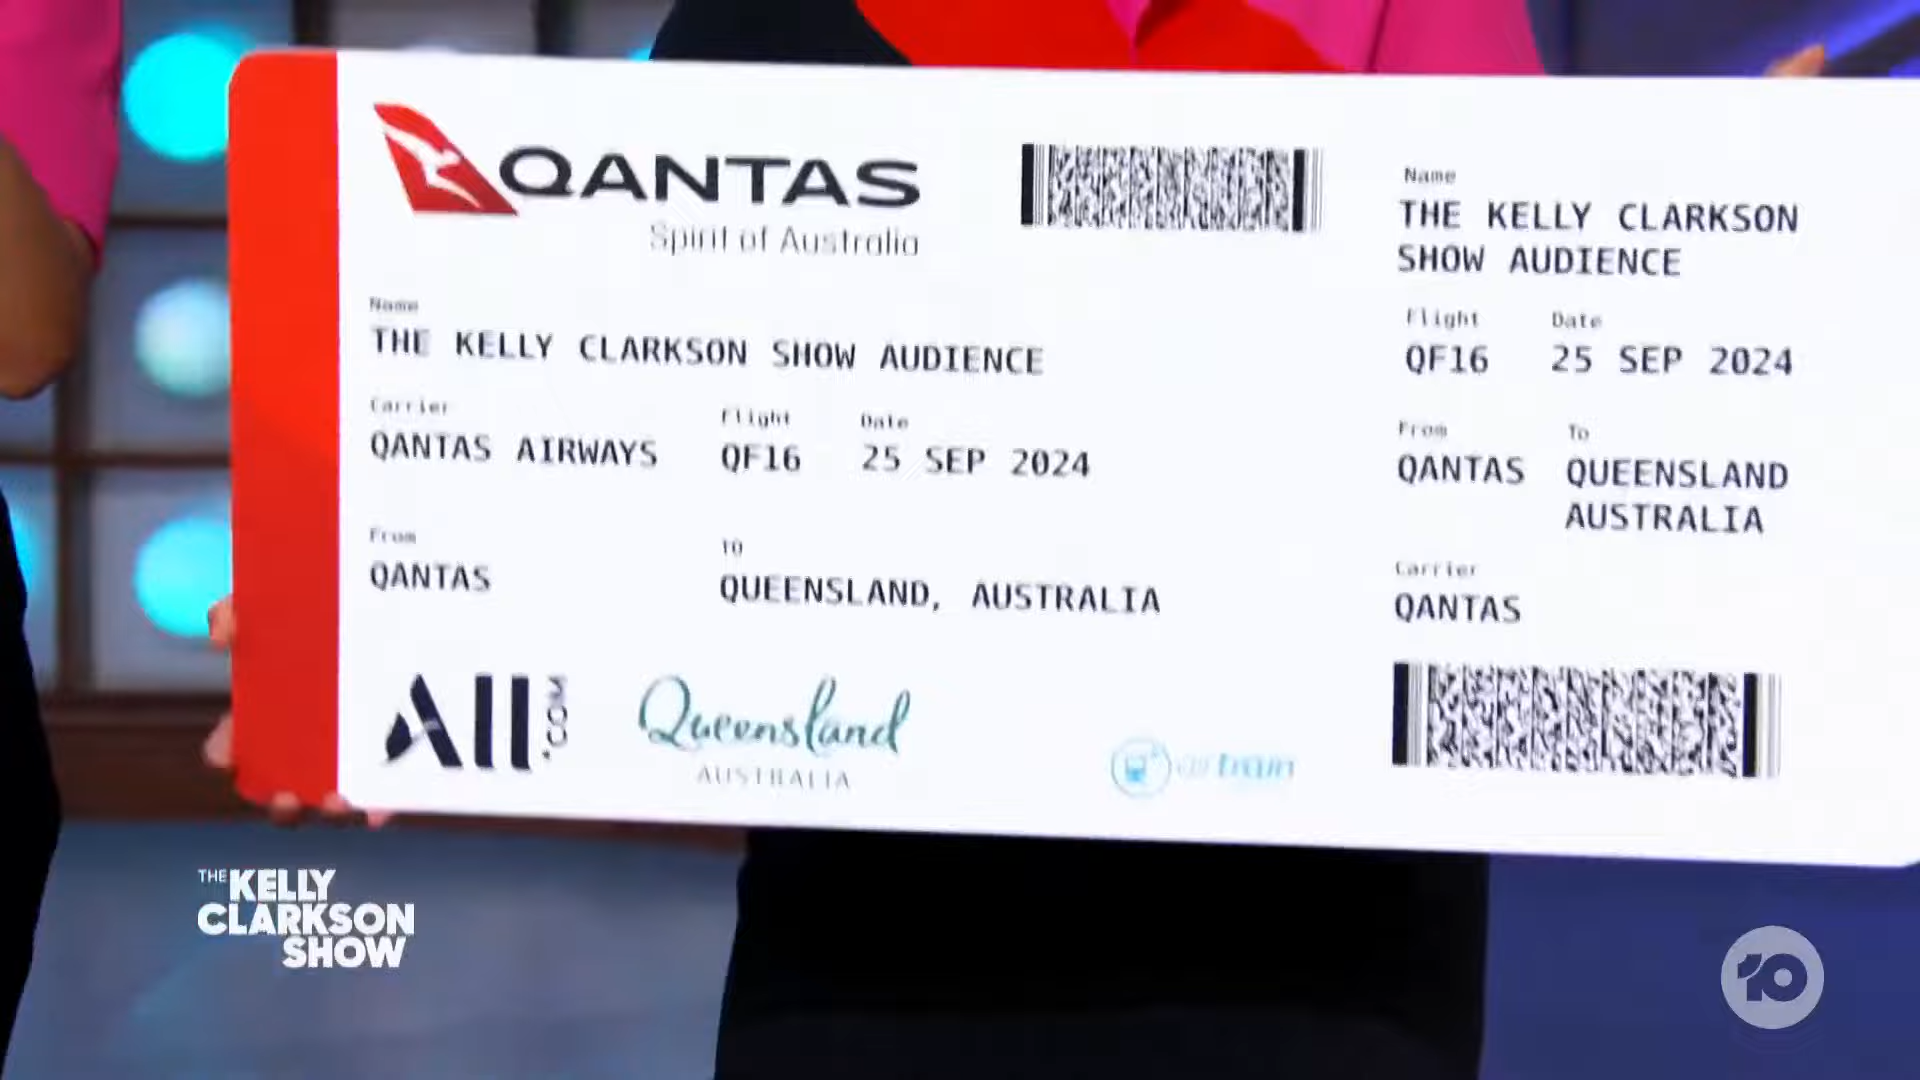 QANTAS
Spirit of Australia
Name
THE KELLY CLARKSON SHOW AUDIENCE
Carrier
Flight
Date
QANTAS AIRWAYS
QF16
25 SEP 2024
From
TO
QANTAS
QUEENSLAND, AUSTRALIA
All.COM
Queensland
AUSTRALIA
airtrain
Name
THE KELLY CLARKSON
SHOW AUDIENCE
Flight
Date
QF16
25 SEP 2024
From
To
QANTAS
QUEENSLAND
AUSTRALIA
Carrier
QANTAS
THE KELLY
CLARKSON
SHOW
10